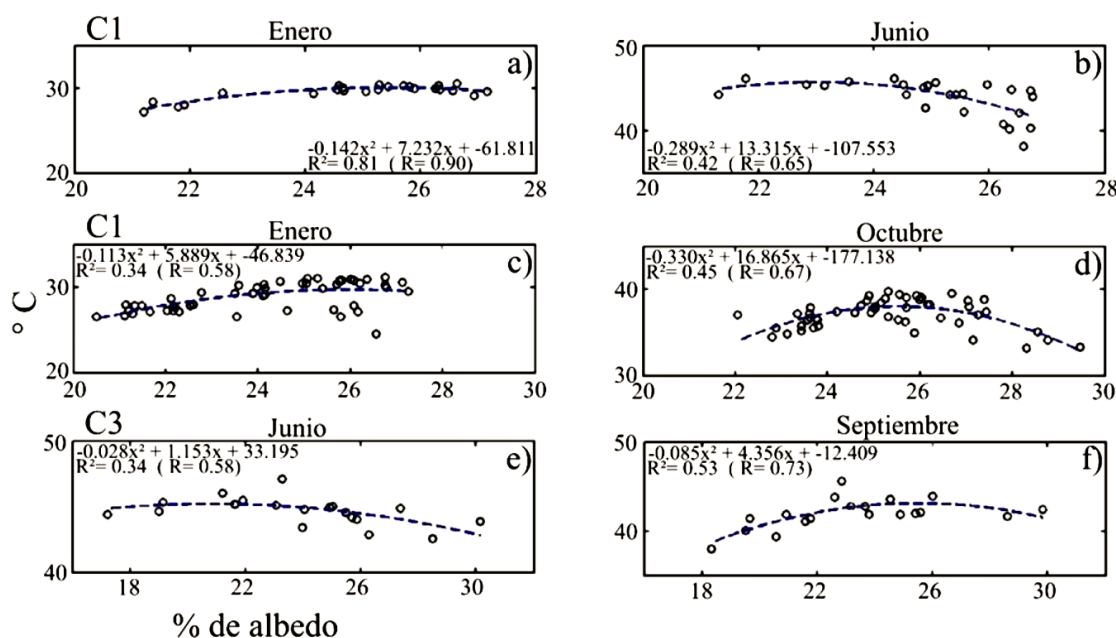 C1 Enero
a)
30
20
-0.142x² + 7.232x + -61.811
R²= 0.81 ( R= 0.90)
20 22 24 26 28
Junio
50
b)
40
-0.289x² + 13.315x + -107.553
R²= 0.42 ( R= 0.65)
20 22 24 26 28
C1 Enero
-0.113x² + 5.889x + -46.839
R²= 0.34 ( R= 0.58)
c)
30
20
20 22 24 26 28 30
Octubre
-0.330x² + 16.865x + -177.138
R²= 0.45 ( R= 0.67)
d)
40
30
20 22 24 26 28 30
° C
C3 Junio
50
-0.028x² + 1.153x + 33.195
R²= 0.34 ( R= 0.58)
e)
40
18 22 26 30
Septiembre
50
-0.085x² + 4.356x + -12.409
R²= 0.53 ( R= 0.73)
f)
40
18 22 26 30
% de albedo